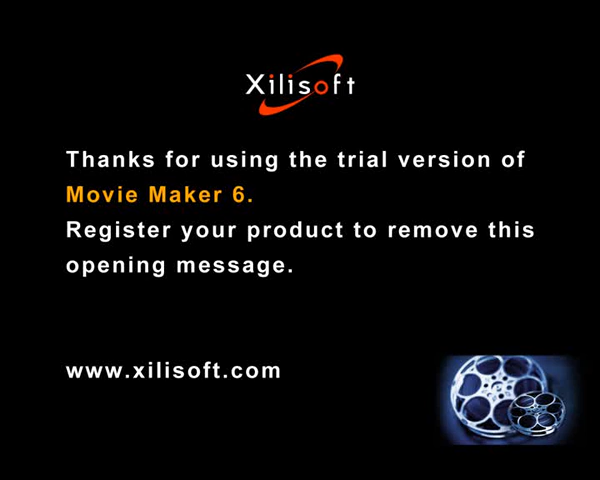 Xilisoft
Thanks for using the trial version of
Movie Maker 6.
Register your product to remove this
opening message.
www.xilisoft.com